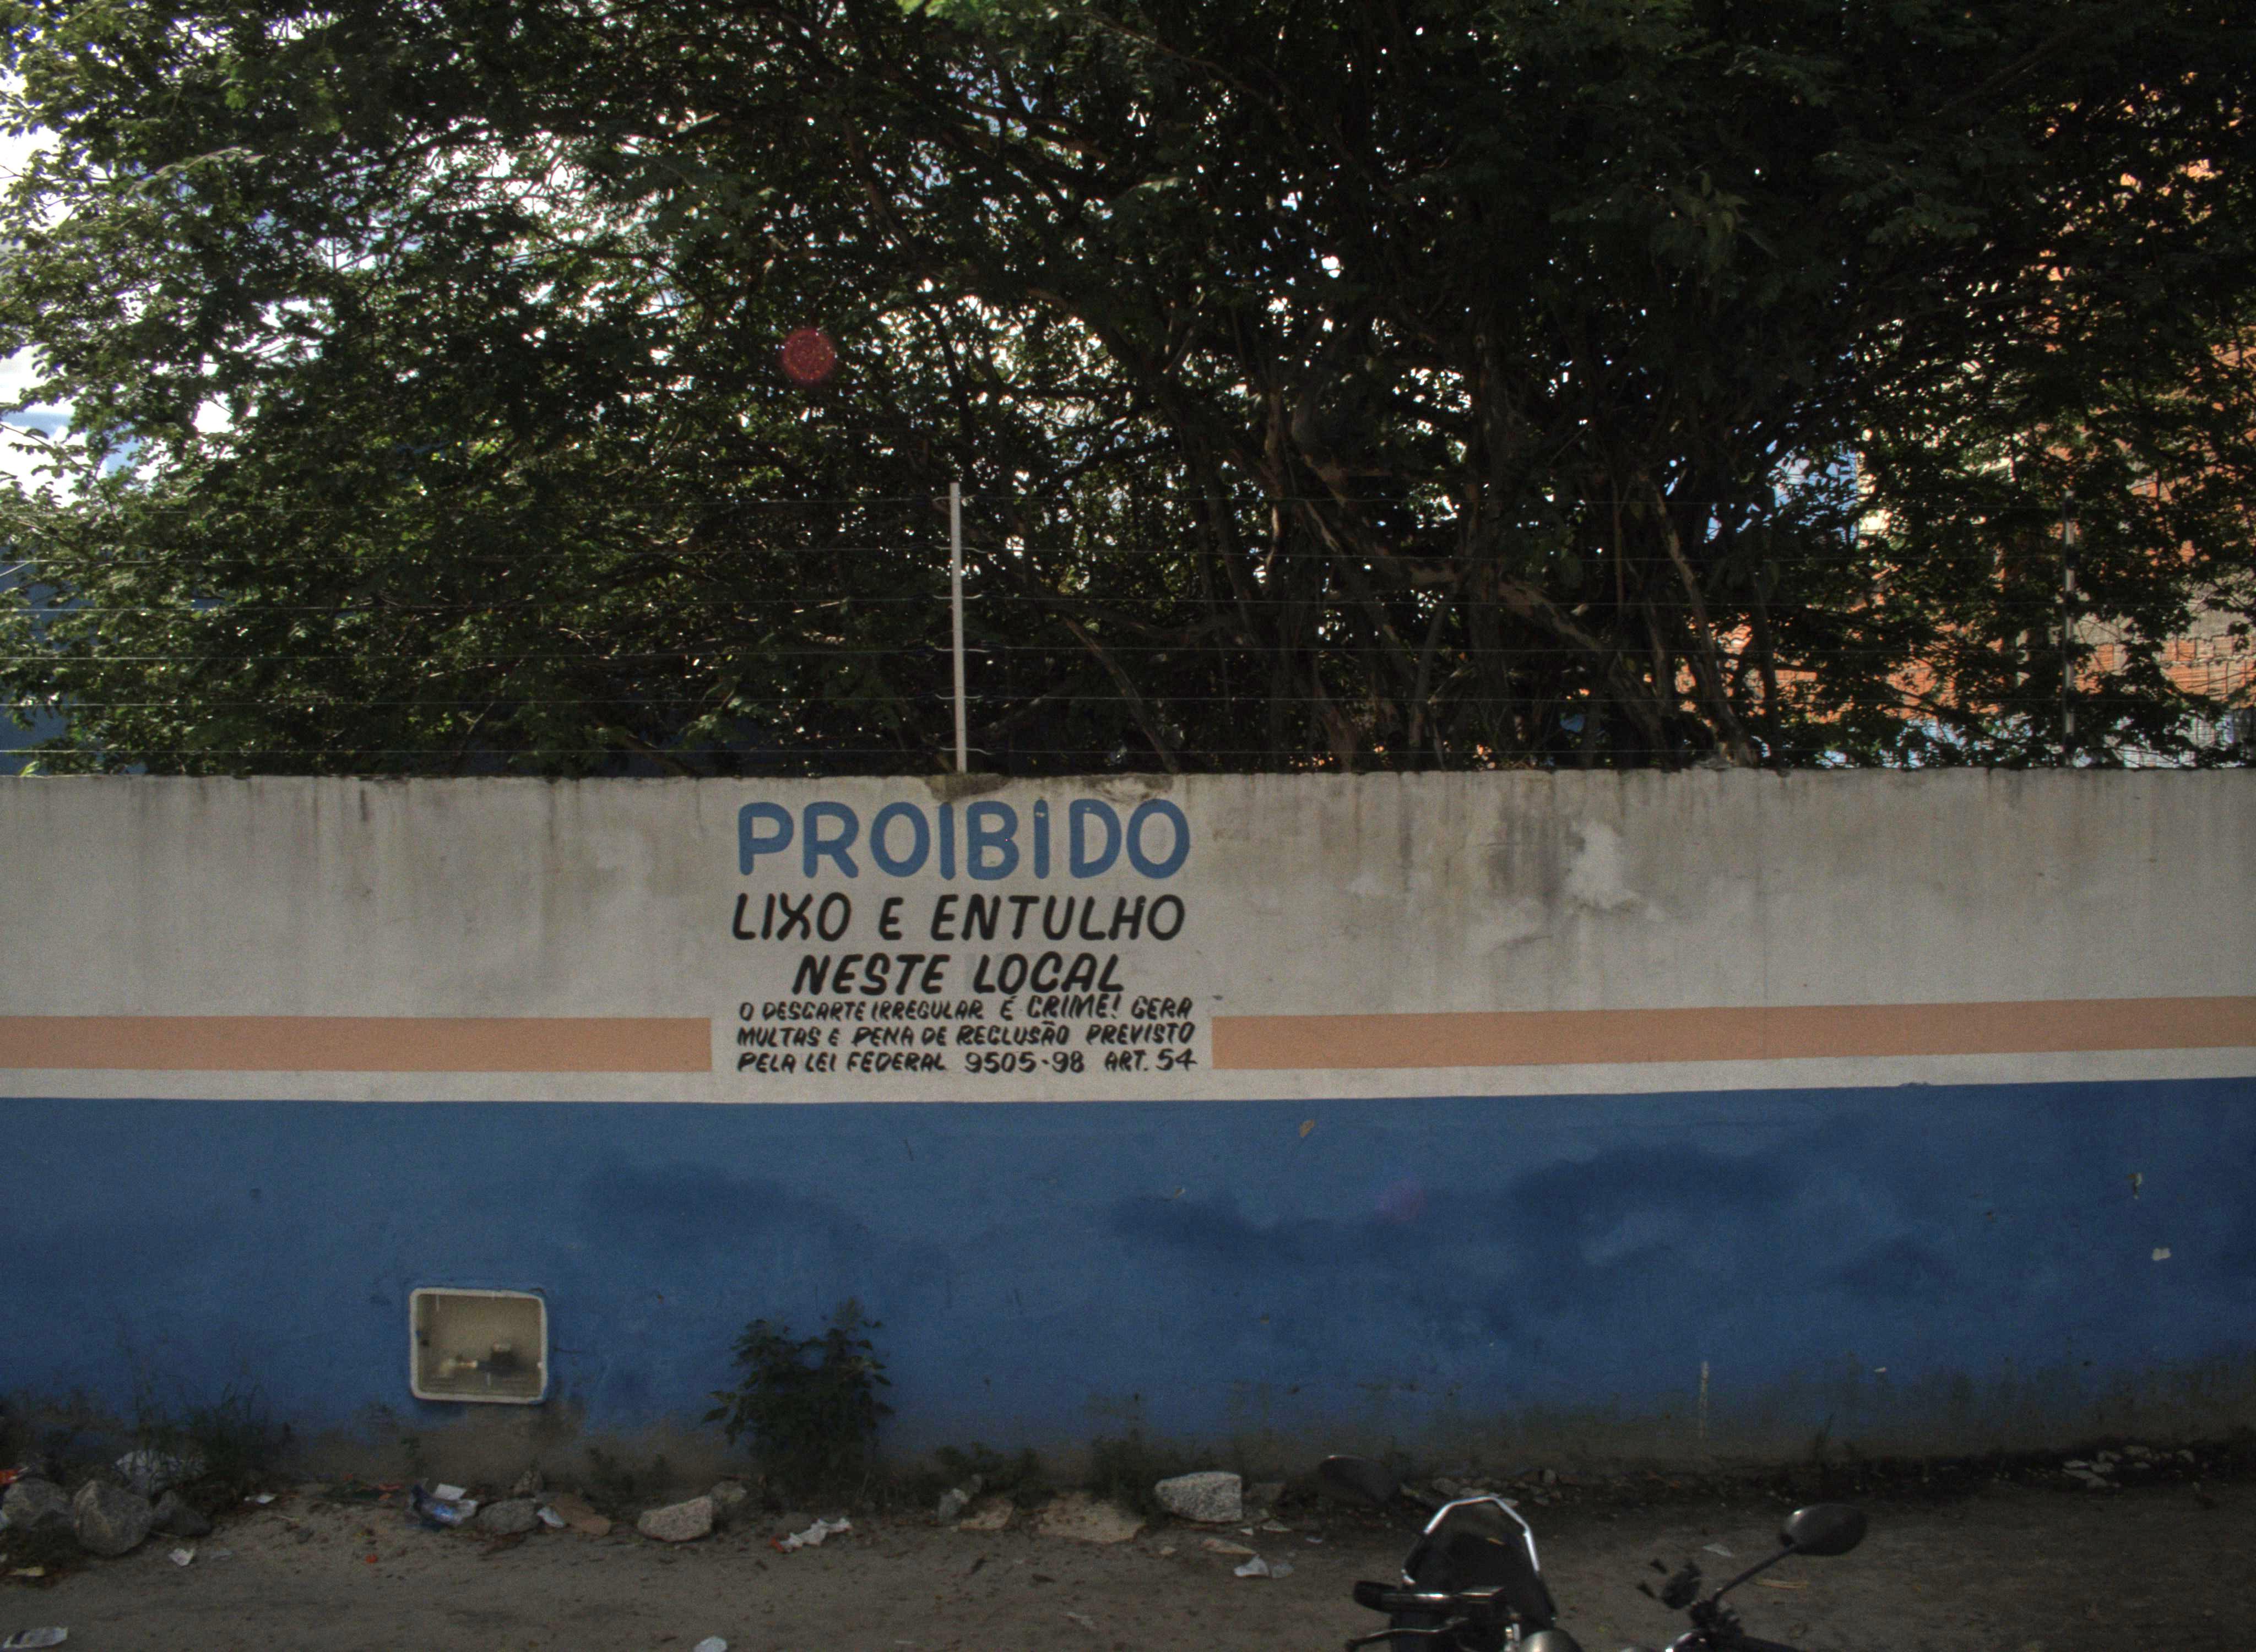 PROIBIDO
LIXO E ENTULHO
NESTE LOCAL
O DESCARTE IRREGULAR É CRIME! GERA
MULTAS E PENA DE RECLUSÃO PREVISTO
PELA LEI FEDERAL 9505-98 ART. 54